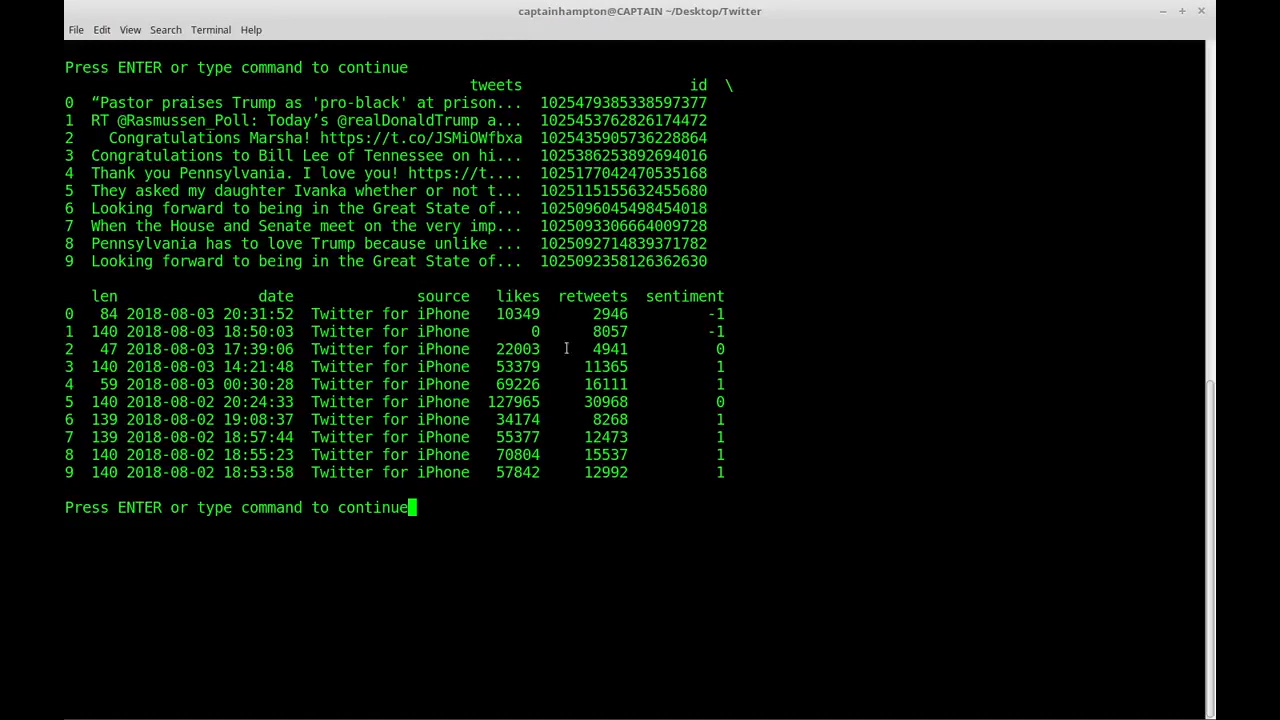 captainhampton@CAPTAIN ~/Desktop/Twitter
File Edit View Search Terminal Help
Press ENTER or type command to continue
tweets id \
0 “Pastor praises Trump as 'pro-black' at prison... 1025479385338597377
1 RT @Rasmussen_Poll: Today’s @realDonaldTrump a... 1025453762826174472
2 Congratulations Marsha! https://t.co/JSMiOWfbxa 1025435905736228864
3 Congratulations to Bill Lee of Tennessee on hi... 1025386253892694016
4 Thank you Pennsylvania. I love you! https://t.... 1025177042470535168
5 They asked my daughter Ivanka whether or not t... 1025115155632455680
6 Looking forward to being in the Great State of... 1025096045498454018
7 When the House and Senate meet on the very imp... 1025093306664009728
8 Pennsylvania has to love Trump because unlike ... 1025092714839371782
9 Looking forward to being in the Great State of... 1025092358126362630
len date source likes retweets sentiment
0 84 2018-08-03 20:31:52 Twitter for iPhone 10349 2946 -1
1 140 2018-08-03 18:50:03 Twitter for iPhone 0 8057 -1
2 47 2018-08-03 17:39:06 Twitter for iPhone 22003 4941 0
3 140 2018-08-03 14:21:48 Twitter for iPhone 53379 11365 1
4 59 2018-08-03 00:30:28 Twitter for iPhone 69226 16111 1
5 140 2018-08-02 20:24:33 Twitter for iPhone 127965 30968 0
6 139 2018-08-02 19:08:37 Twitter for iPhone 34174 8268 1
7 139 2018-08-02 18:57:44 Twitter for iPhone 55377 12473 1
8 140 2018-08-02 18:55:23 Twitter for iPhone 70804 15537 1
9 140 2018-08-02 18:53:58 Twitter for iPhone 57842 12992 1
Press ENTER or type command to continue